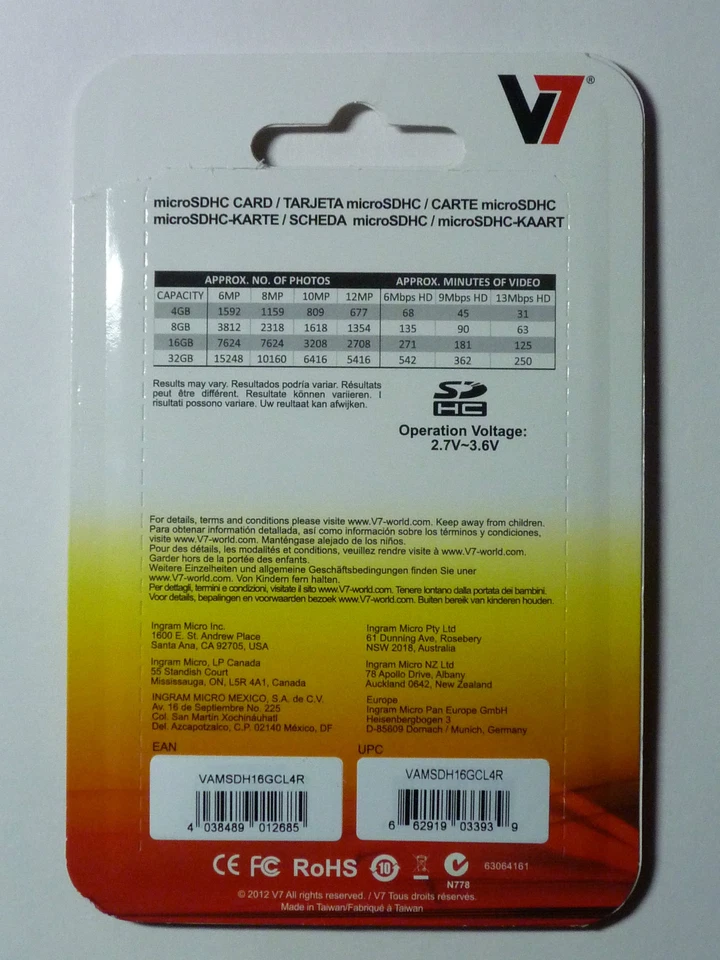 V7®
microSDHC CARD / TARJETA microSDHC / CARTE microSDHC
microSDHC-KARTE / SCHEDA microSDHC / microSDHC-KAART
APPROX. NO. OF PHOTOS APPROX. MINUTES OF VIDEO
CAPACITY 6MP 8MP 10MP 12MP 6Mbps HD 9Mbps HD 13Mbps HD
4GB 1592 1159 809 677 68 45 31
8GB 3812 2318 1618 1354 135 90 63
16GB 7624 7624 3208 2708 271 181 125
32GB 15248 10160 6416 5416 542 362 250
Results may vary. Resultados podría variar. Résultats
peut être différent. Resultate können variieren. I
risultati possono variare. Uw reultaat kan afwijken.
SD
HC
Operation Voltage:
2.7V~3.6V
For details, terms and conditions please visite www.V7-world.com. Keep away from children.
Para obtenar informatión detallada, así como información sobre los términos y condiciones,
visite www.V7-world.com. Manténgase alejado de los niños.
Pour des détails, les modalités et conditions, veuillez rendre visite à www.V7-world.com.
Garder hors de la portée des enfants.
Weitere Einzelheiten und allgemeine Geschäftsbedingungen finden Sie uner
www.V7-world.com. Von Kindern fern halten.
Per dettagli, termini e condizioni, visitate il sito www.V7-world.com. Tenere lontano dalla portata dei bambini.
Voor details, bepalingen en voorwaarden bezoek www.V7-world.com. Buiten bereik van kinderen houden.
Ingram Micro Inc.
1600 E. St. Andrew Place
Santa Ana, CA 92705, USA
Ingram Micro, LP Canada
55 Standish Court
Mississauga, ON, L5R 4A1, Canada
INGRAM MICRO MEXICO, S.A. de C.V.
Av. 16 de Septiembre No. 225
Col. San Martin Xochináuhatl
Del. Azcapotzalco, C.P. 02140 México, DF
Ingram Micro Pty Ltd
61 Dunning Ave, Rosebery
NSW 2018, Australia
Ingram Micro NZ Ltd
78 Apollo Drive, Albany
Auckland 0642, New Zealand
Europe
Ingram Micro Pan Europe GmbH
Heisenbergbogen 3
D-85609 Dornach / Munich, Germany
EAN
VAMSDH16GCL4R
4 038489 012685
UPC
VAMSDH16GCL4R
6 62919 03393 9
CE FC RoHS 10 63064161
N778
© 2012 V7 All rights reserved. / V7 Tous droits réservés.
Made in Taiwan/Fabriqué à Taiwan